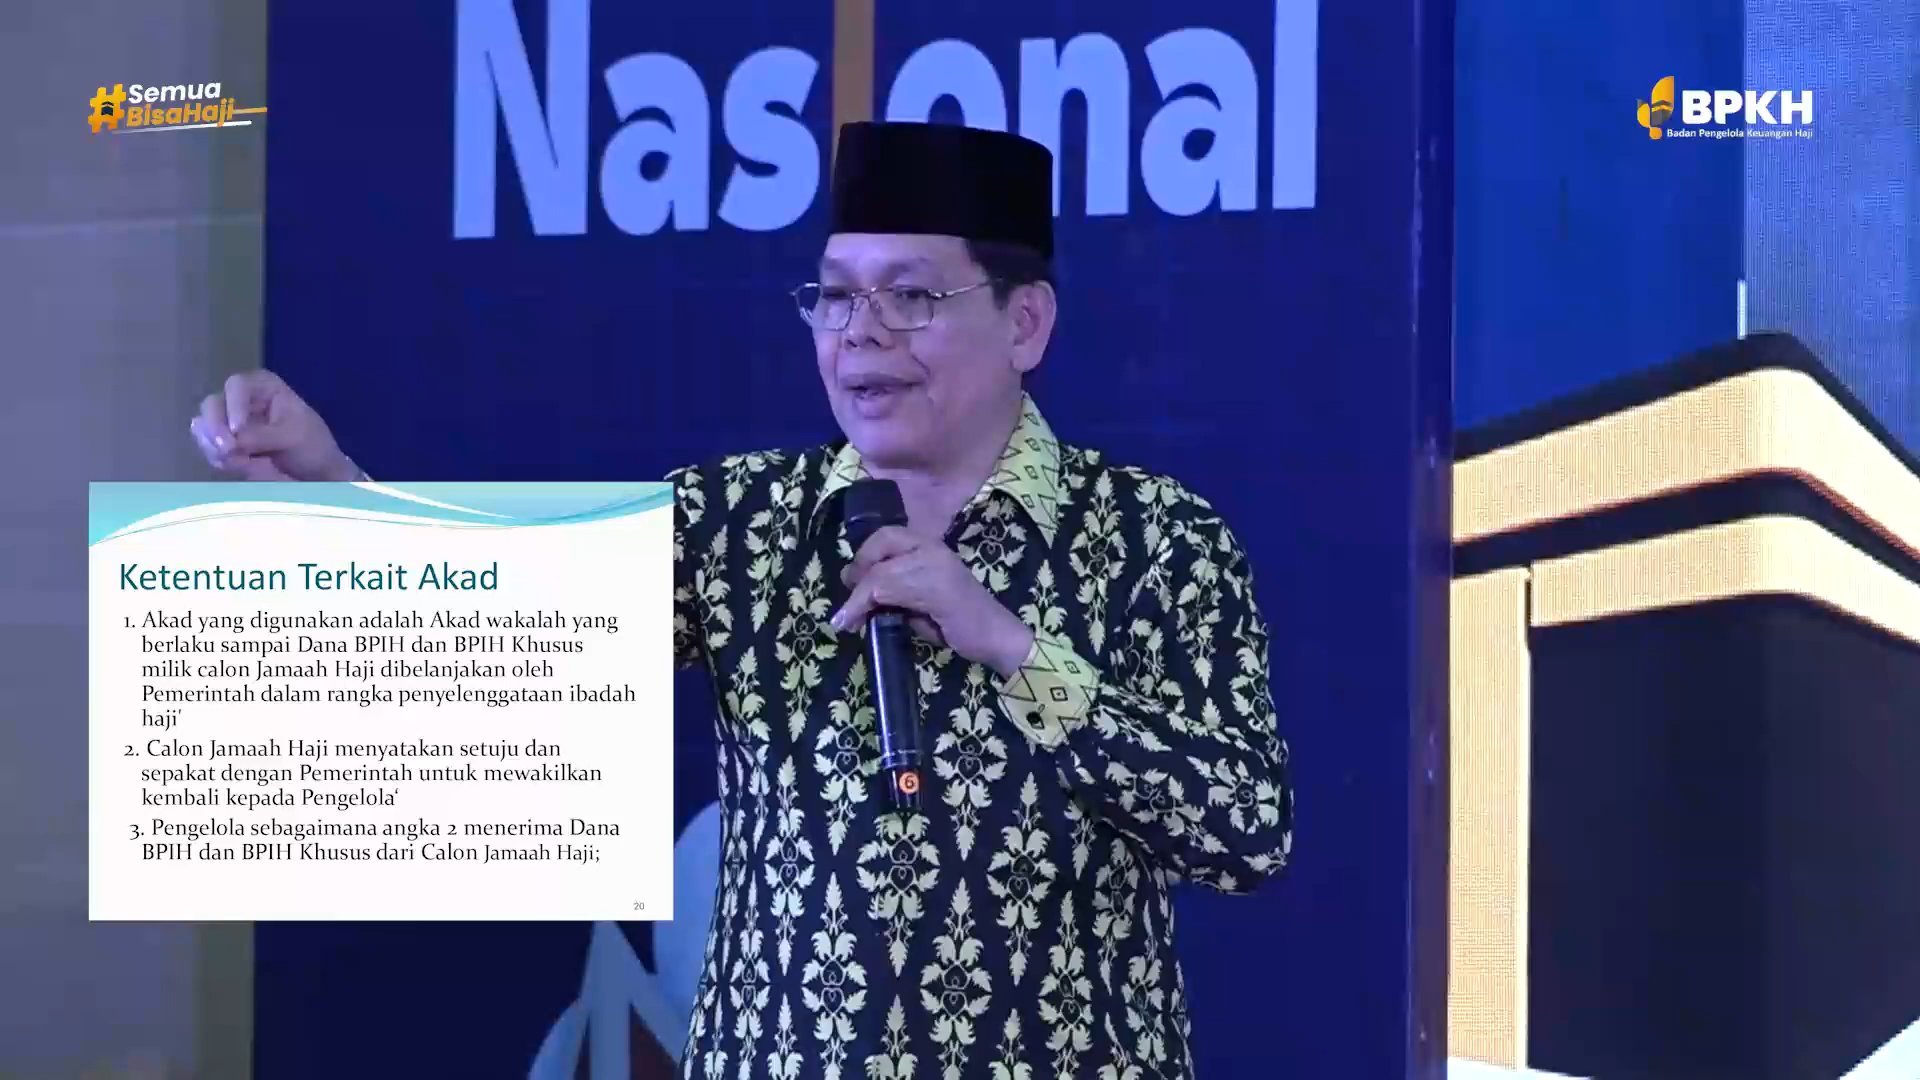 Nasional
#Semua
BisaHaji
BPKH
Badan Pengelola Keuangan Haji
Ketentuan Terkait Akad
1. Akad yang digunakan adalah Akad wakalah yang
berlaku sampai Dana BPIH dan BPIH Khusus
milik calon Jamaah Haji dibelanjakan oleh
Pemerintah dalam rangka penyelenggataan ibadah
haji'
2. Calon Jamaah Haji menyatakan setuju dan
sepakat dengan Pemerintah untuk mewakilkan
kembali kepada Pengelola‘
3. Pengelola sebagaimana angka 2 menerima Dana
BPIH dan BPIH Khusus dari Calon Jamaah Haji;
20
6